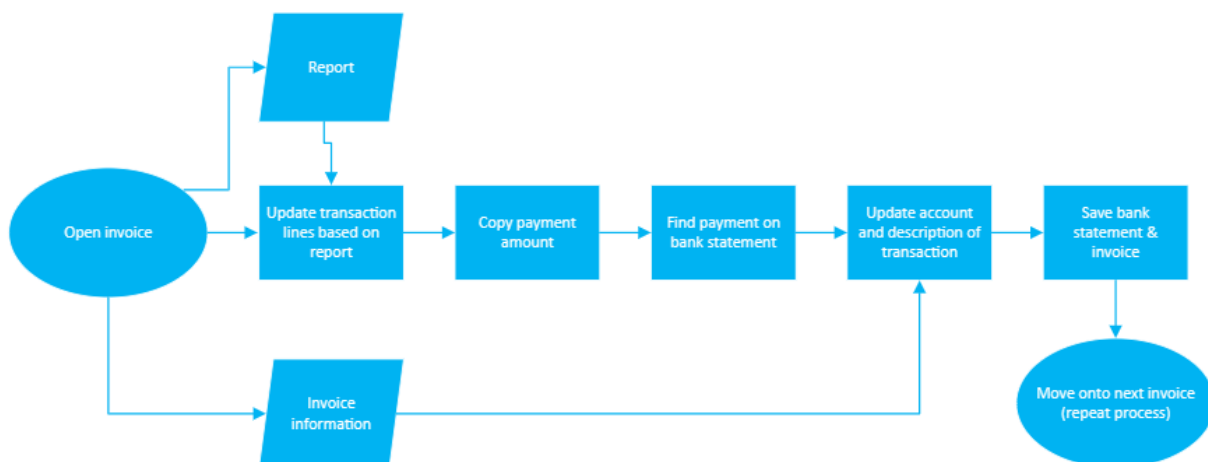 Report
Open invoice
Update transaction
lines based on
report
Copy payment
amount
Find payment on
bank statement
Update account
and description of
transaction
Save bank
statement &
invoice
Invoice
information
Move onto next invoice
(repeat process)